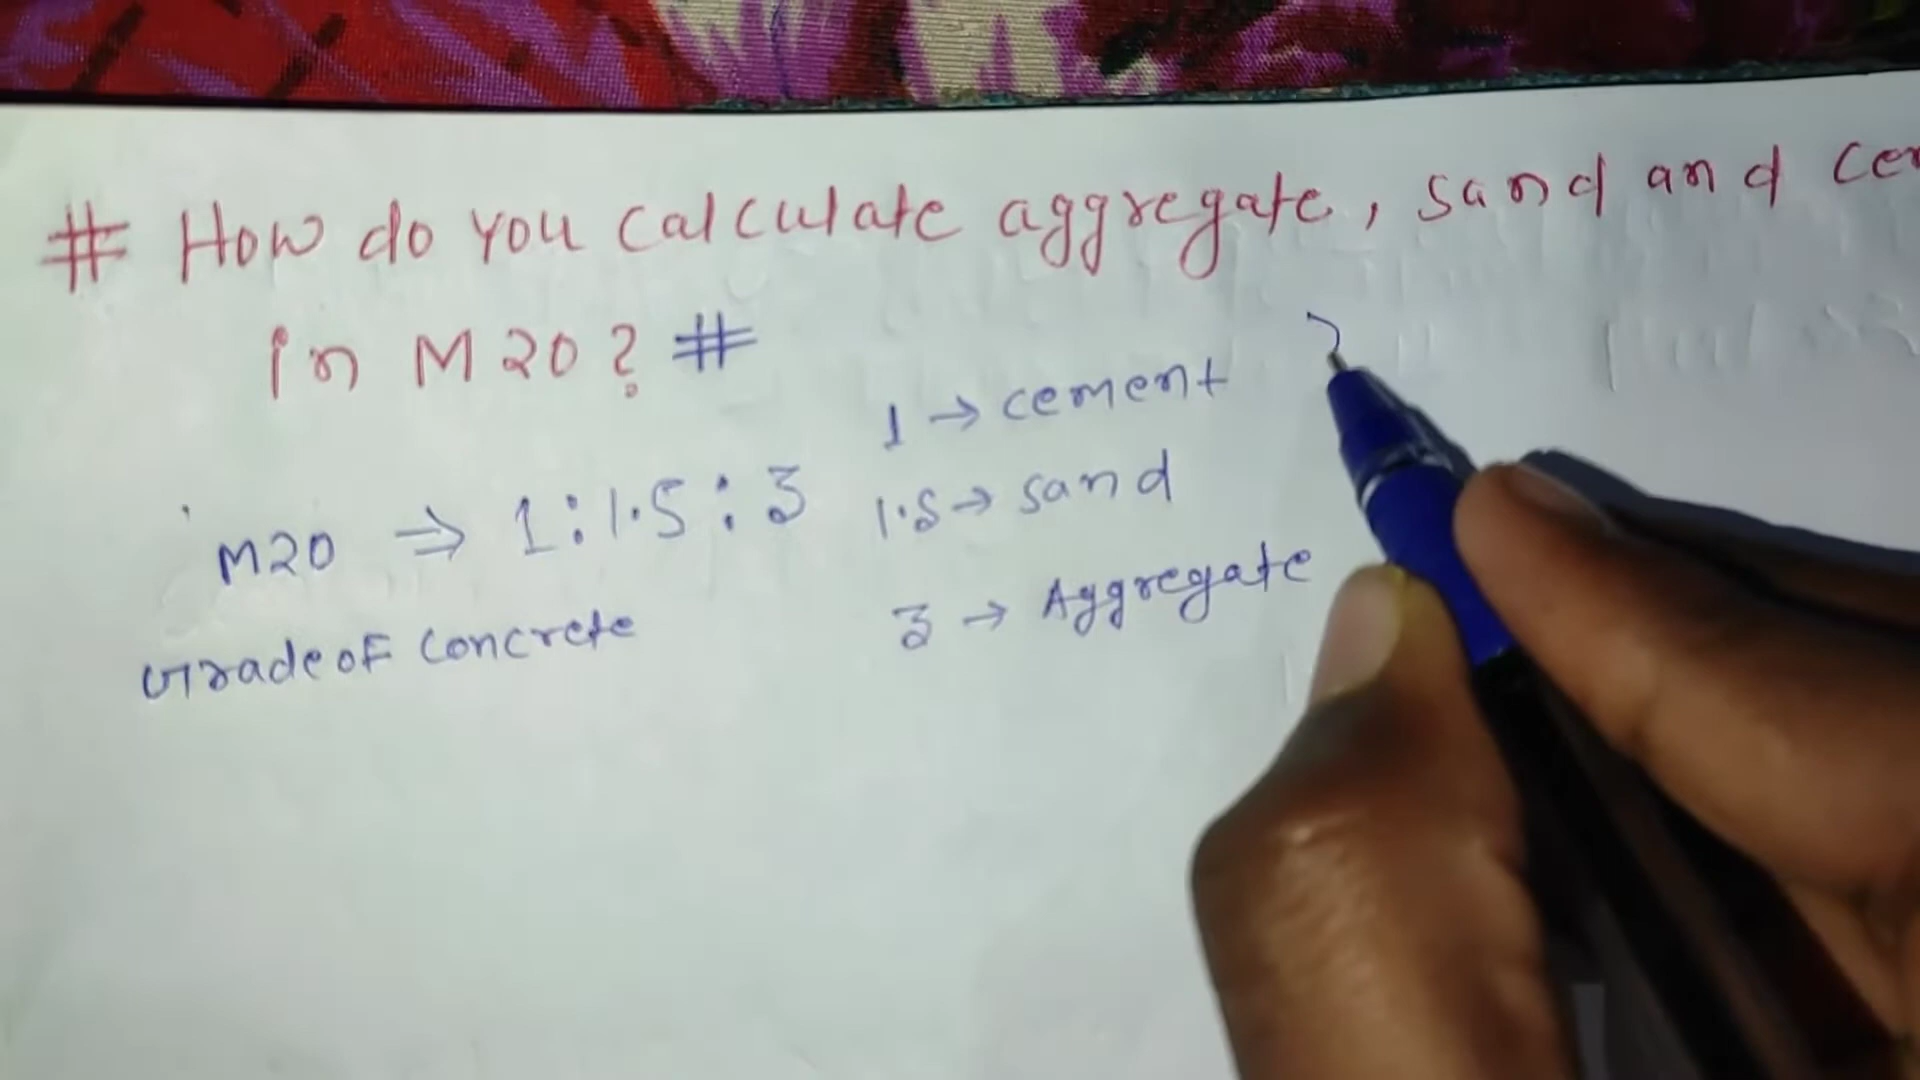 # How do you calculate aggregate, sand and
in M20? #
1 → cement
M20 ⇒ 1:1.5:3
1.5 → sand
Grade of concrete
3 → Aggregate